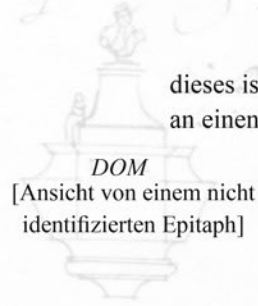 dieses is
an einen
DOM
[Ansicht von einem nicht
identifizierten Epitaph]